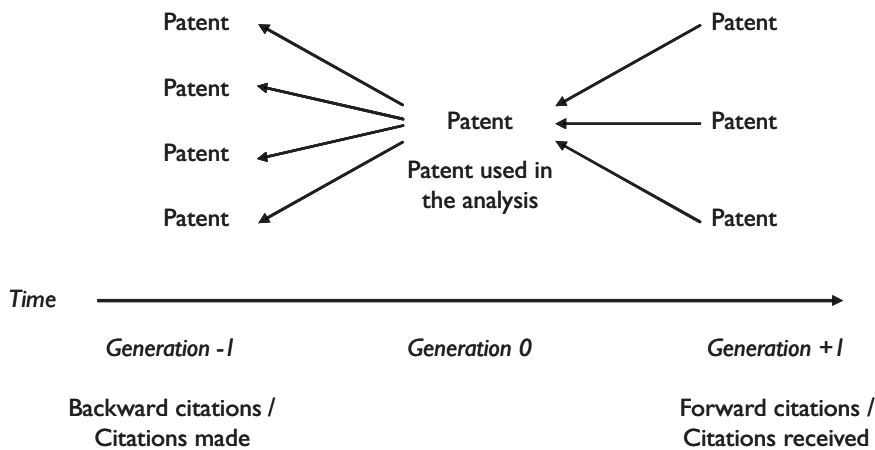 Patent
Patent
Patent
Patent
Patent
Patent used in
the analysis
Patent
Patent
Patent
Time
Generation -1
Generation 0
Generation +1
Backward citations /
Citations made
Forward citations /
Citations received